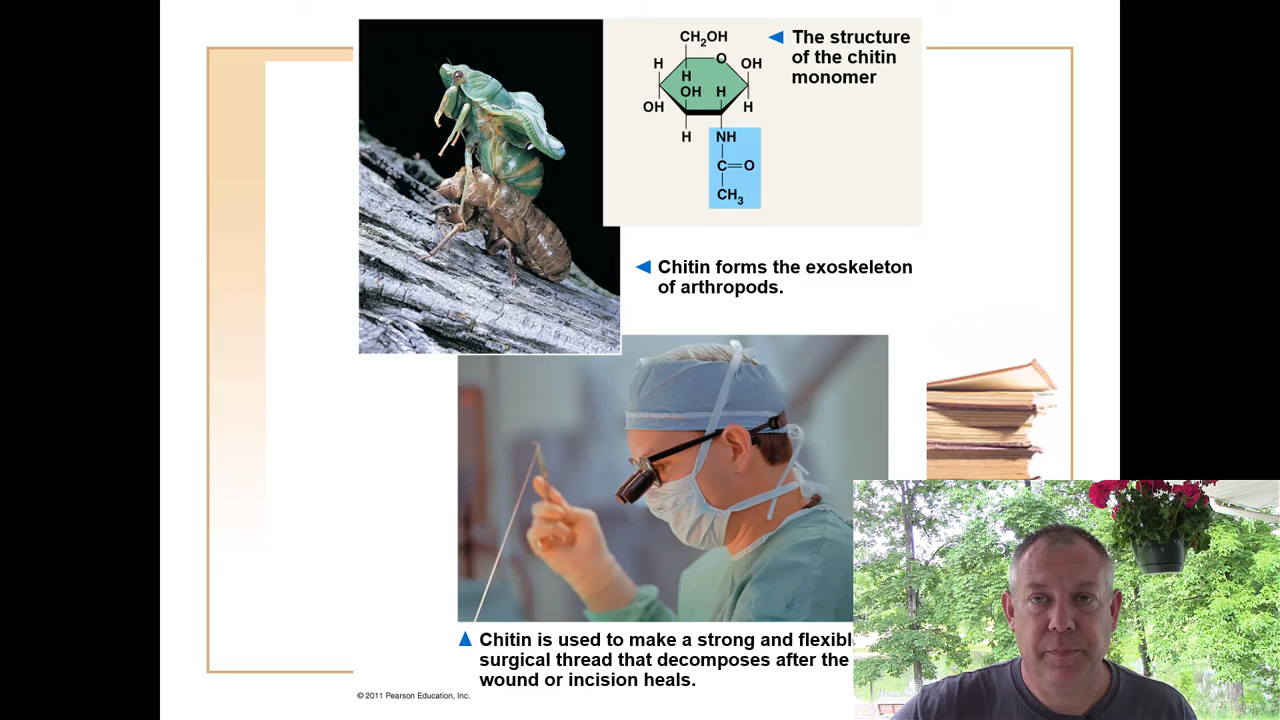 CH2OH
O
H
OH
H
OH
H
OH
H
H
NH
C=O
CH3
The structure
of the chitin
monomer
Chitin forms the exoskeleton
of arthropods.
Chitin is used to make a strong and flexibl
surgical thread that decomposes after the
wound or incision heals.
© 2011 Pearson Education, Inc.